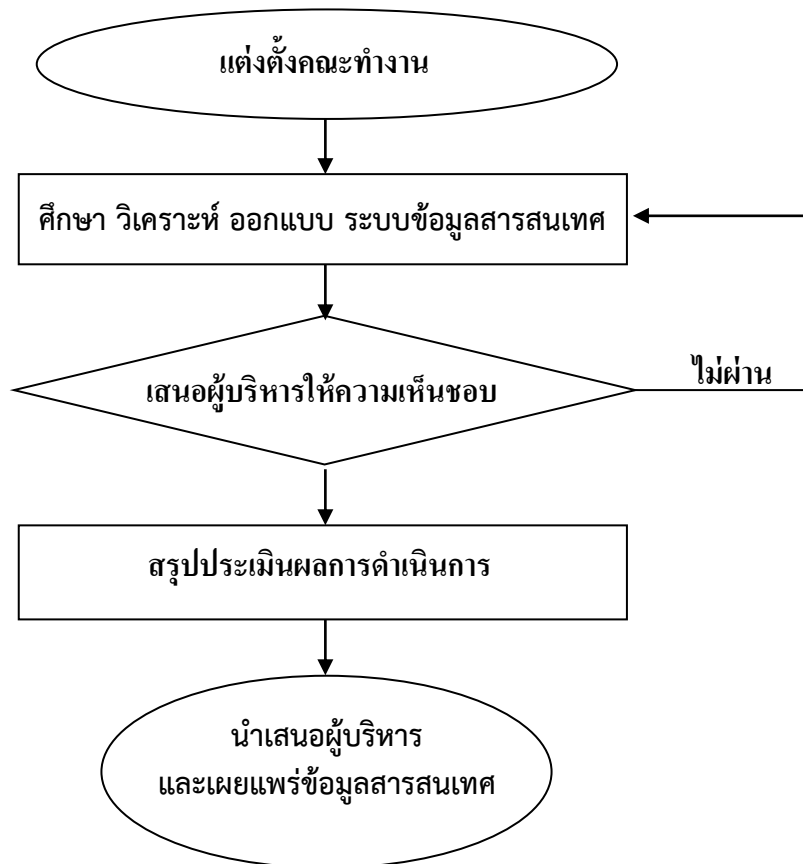 แต่งตั้งคณะทำงาน
ศึกษา วิเคราะห์ ออกแบบ ระบบข้อมูลสารสนเทศ
เสนอผู้บริหารให้ความเห็นชอบ
ไม่ผ่าน
สรุปประเมินผลการดำเนินการ
นำเสนอผู้บริหาร
และเผยแพร่ข้อมูลสารสนเทศ